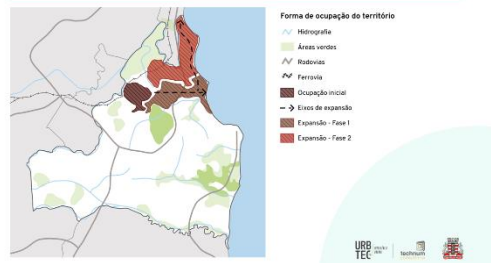 Forma de ocupação do território
Hidrografia
Áreas verdes
Rodovias
Ferrovia
Ocupação inicial
Eixos de expansão
Expansão - Fase I
Expansão - Fase 2
URB
TEC
technum